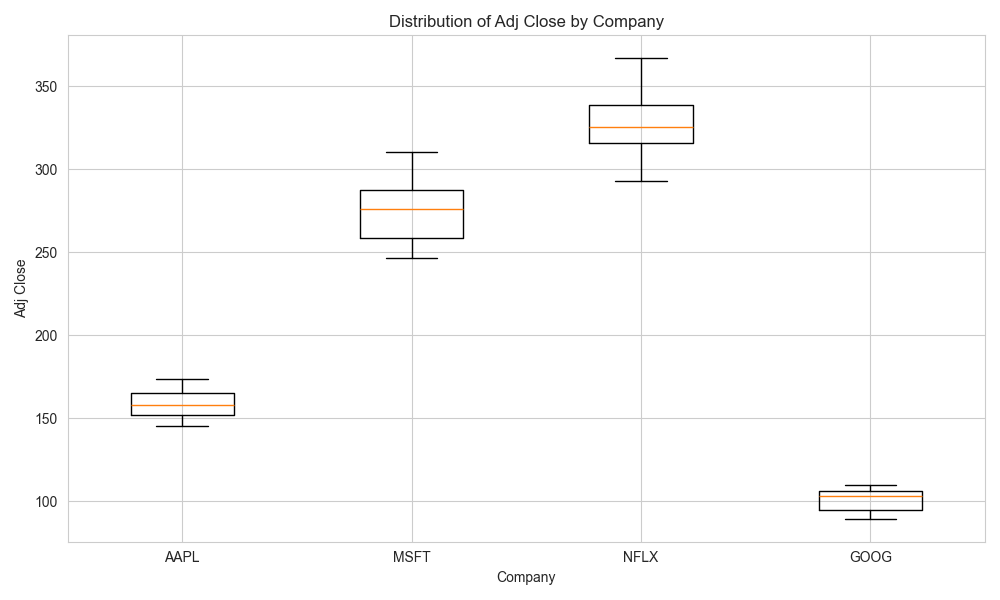 Distribution of Adj Close by Company
Adj Close
350
300
250
200
150
100
AAPL MSFT NFLX GOOG
Company